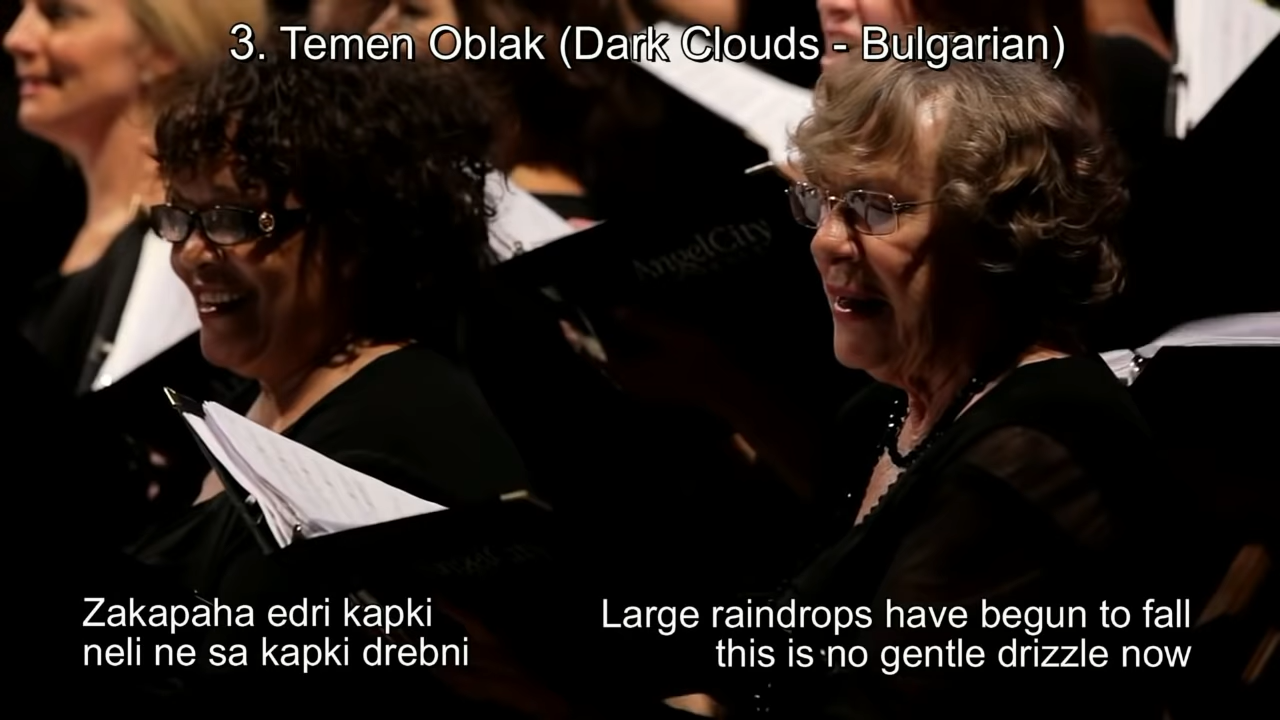 3. Temen Oblak (Dark Clouds - Bulgarian)
AngelCity
Zakapaha edri kapki
neli ne sa kapki drebni
Large raindrops have begun to fall
this is no gentle drizzle now